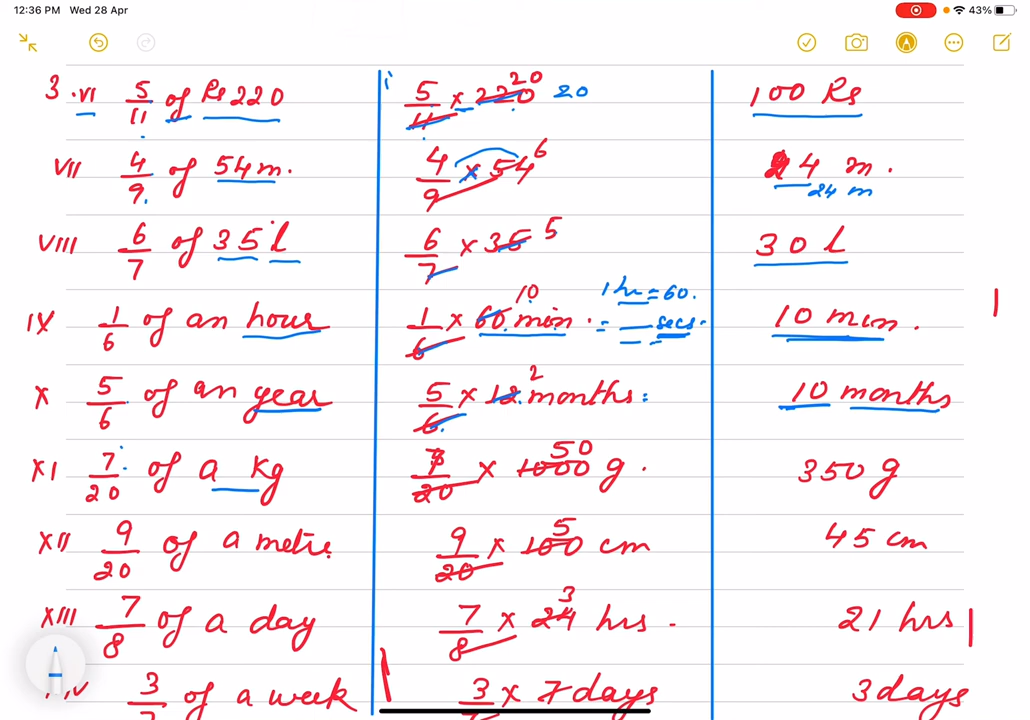 12:36 PM Wed 28 Apr 43%
3. VI 5/11 of Rs 220 i 5/11 × 220 20 20 100 Rs
VII 4/9 of 54 m. 4/9 × 54 6 24 m.
24 m
VIII 6/7 of 35 l 6/7 × 35 5 30 l
1 hr = 60.
IX 1/6 of an hour 1/6 × 60 min. 10 = secs. 10 min.
X 5/6 of an year 5/6 × 12 months: 2 10 months
XI 7/20 of a kg 7/20 × 1000 g. 50 350 g
XII 9/20 of a metre 9/20 × 100 cm 5 45 cm
XIII 7/8 of a day 7/8 × 24 hrs - 3 21 hrs
3 of a week 3 × 7 days 3 days